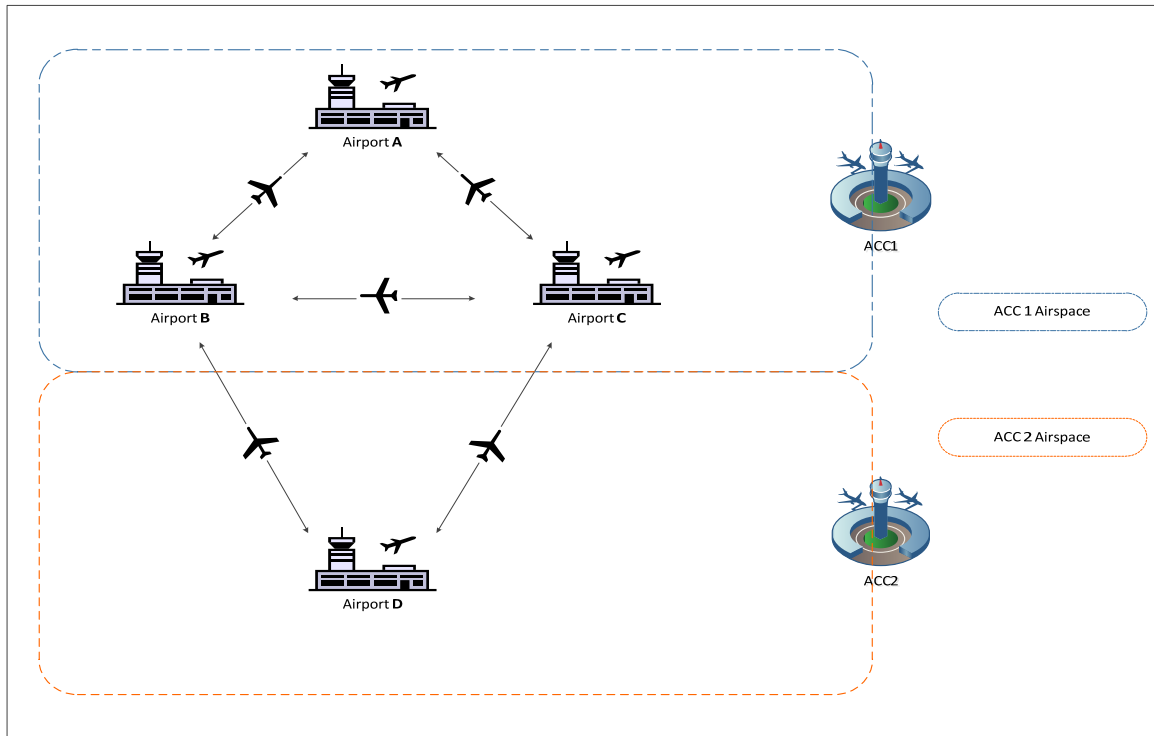 Airport A
ACC1
Airport B
Airport C
ACC 1 Airspace
ACC 2 Airspace
ACC2
Airport D